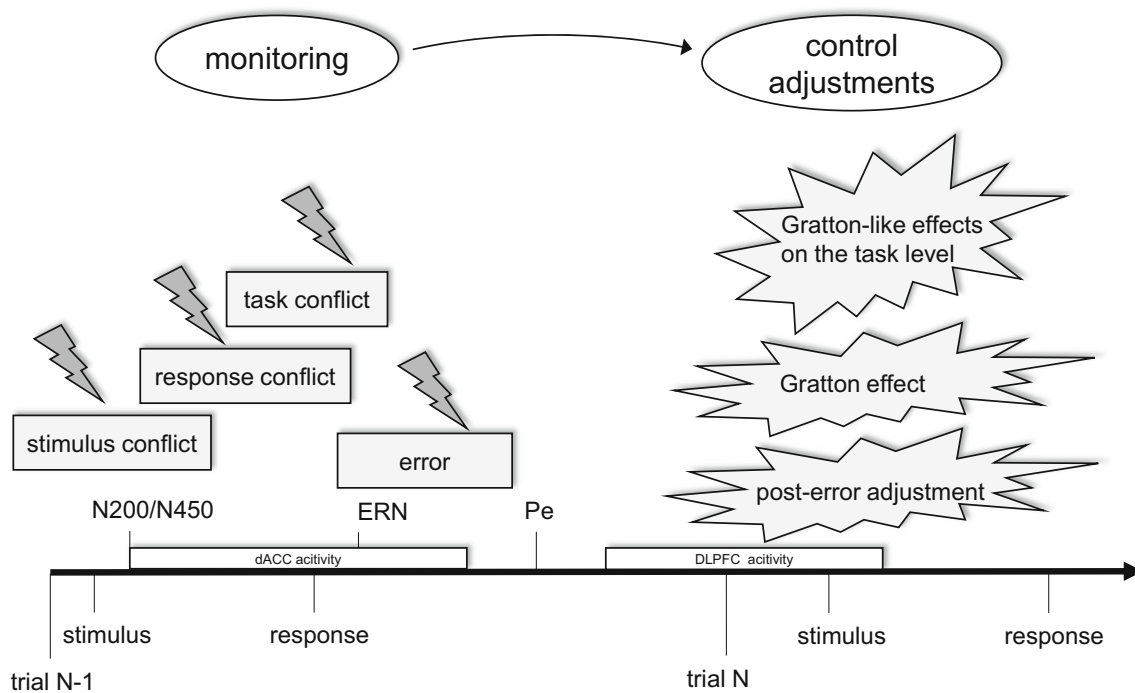 monitoring
control
adjustments
Gratton-like effects
on the task level
task conflict
response conflict
Gratton effect
stimulus conflict
error
post-error adjustment
N200/N450
ERN
Pe
dACC acitivity
DLPFC acitivity
stimulus
response
stimulus
response
trial N-1
trial N